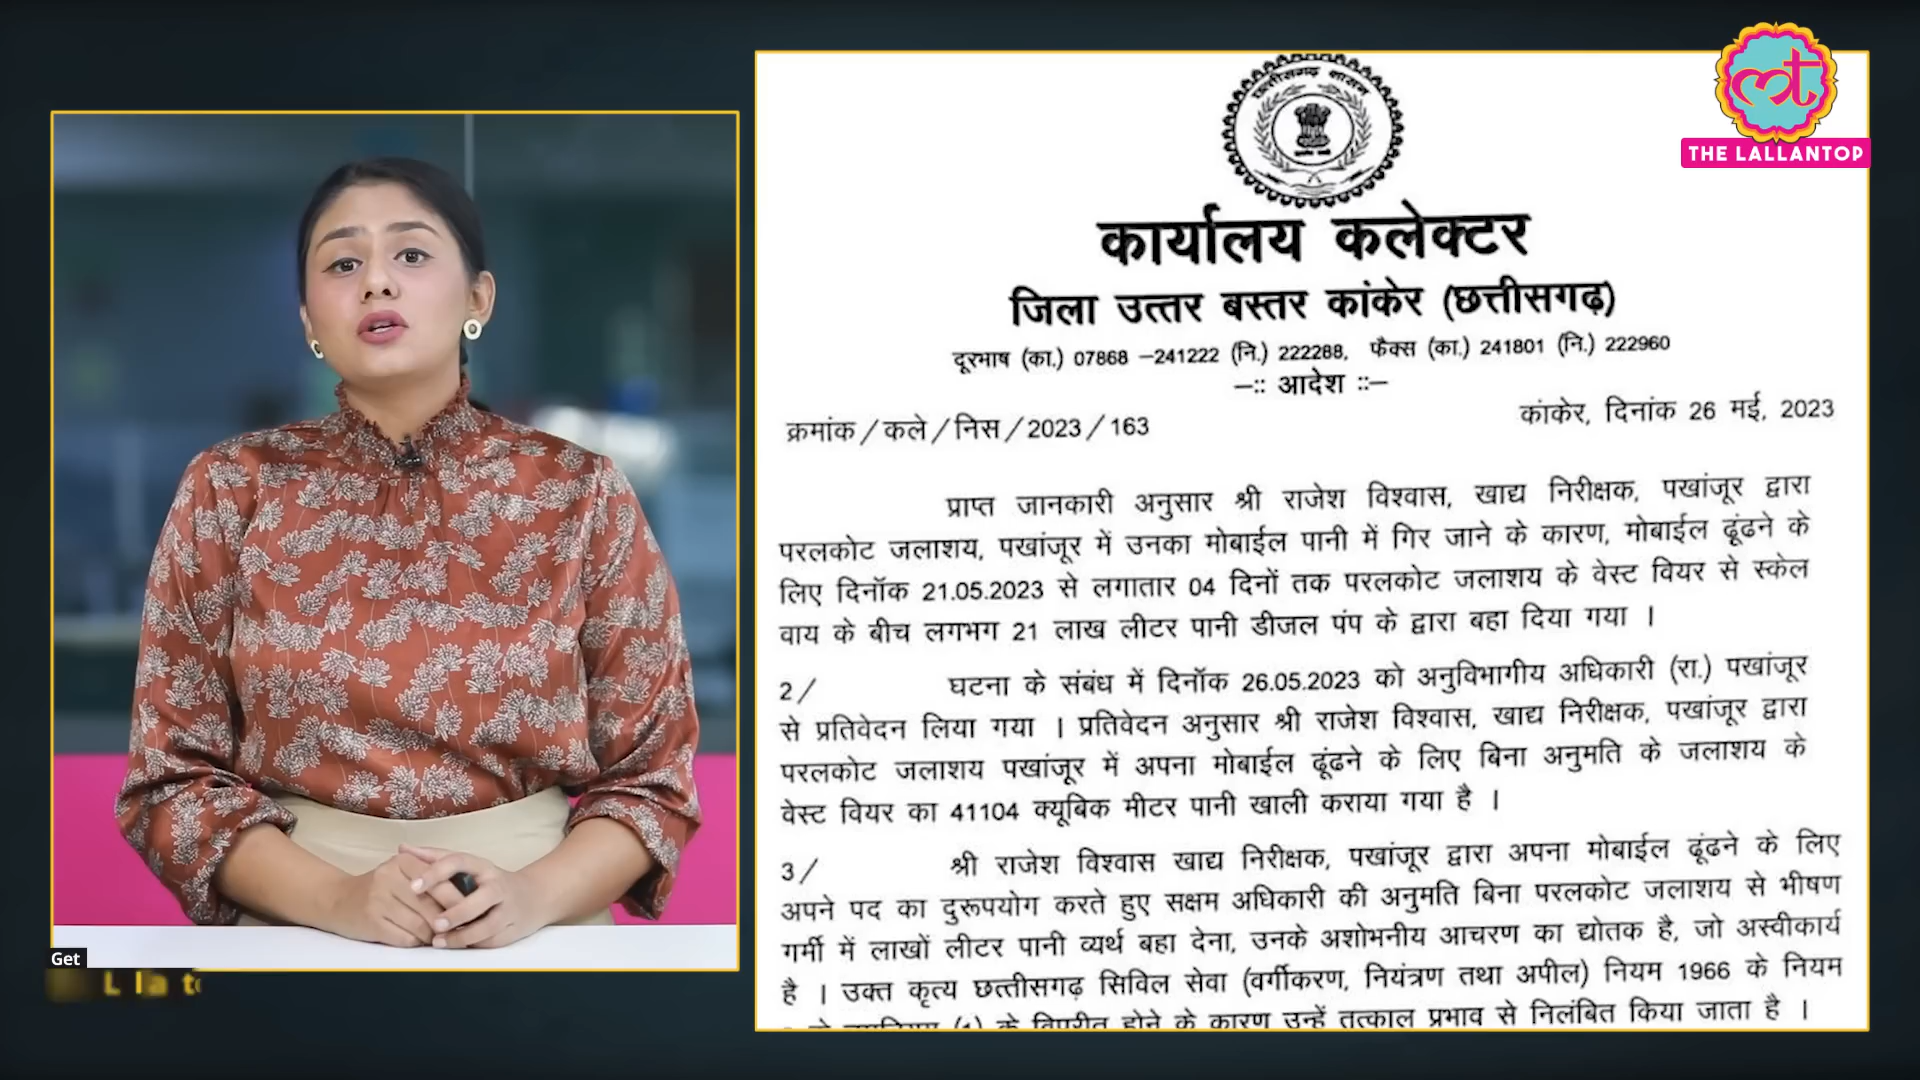 THE LALLANTOP
छत्तीसगढ़ शासन
कार्यालय कलेक्टर
जिला उत्तर बस्तर कांकेर (छत्तीसगढ़)
दूरभाष (का.) 07868 –241222 (नि.) 222288, फैक्स (का.) 241801 (नि.) 222960
–:: आदेश ::–
क्रमांक/कले/निस/2023/163
कांकेर, दिनांक 26 मई, 2023
प्राप्त जानकारी अनुसार श्री राजेश विश्वास, खाद्य निरीक्षक, पखांजूर द्वारा
परलकोट जलाशय, पखांजूर में उनका मोबाईल पानी में गिर जाने के कारण, मोबाईल ढूंढने के
लिए दिनॉक 21.05.2023 से लगातार 04 दिनों तक परलकोट जलाशय के वेस्ट वियर से स्केल
वाय के बीच लगभग 21 लाख लीटर पानी डीजल पंप के द्वारा बहा दिया गया ।
2/ घटना के संबंध में दिनॉक 26.05.2023 को अनुविभागीय अधिकारी (रा.) पखांजूर
से प्रतिवेदन लिया गया । प्रतिवेदन अनुसार श्री राजेश विश्वास, खाद्य निरीक्षक, पखांजूर द्वारा
परलकोट जलाशय पखांजूर में अपना मोबाईल ढूंढने के लिए बिना अनुमति के जलाशय के
वेस्ट वियर का 41104 क्यूबिक मीटर पानी खाली कराया गया है ।
3/ श्री राजेश विश्वास खाद्य निरीक्षक, पखांजूर द्वारा अपना मोबाईल ढूंढने के लिए
अपने पद का दुरूपयोग करते हुए सक्षम अधिकारी की अनुमति बिना परलकोट जलाशय से भीषण
गर्मी में लाखों लीटर पानी व्यर्थ बहा देना, उनके अशोभनीय आचरण का द्योतक है, जो अस्वीकार्य
है । उक्त कृत्य छत्तीसगढ़ सिविल सेवा (वर्गीकरण, नियंत्रण तथा अपील) नियम 1966 के नियम
(1) के विपरीत होने के कारण उन्हें तत्काल प्रभाव से निलंबित किया जाता है ।
Get